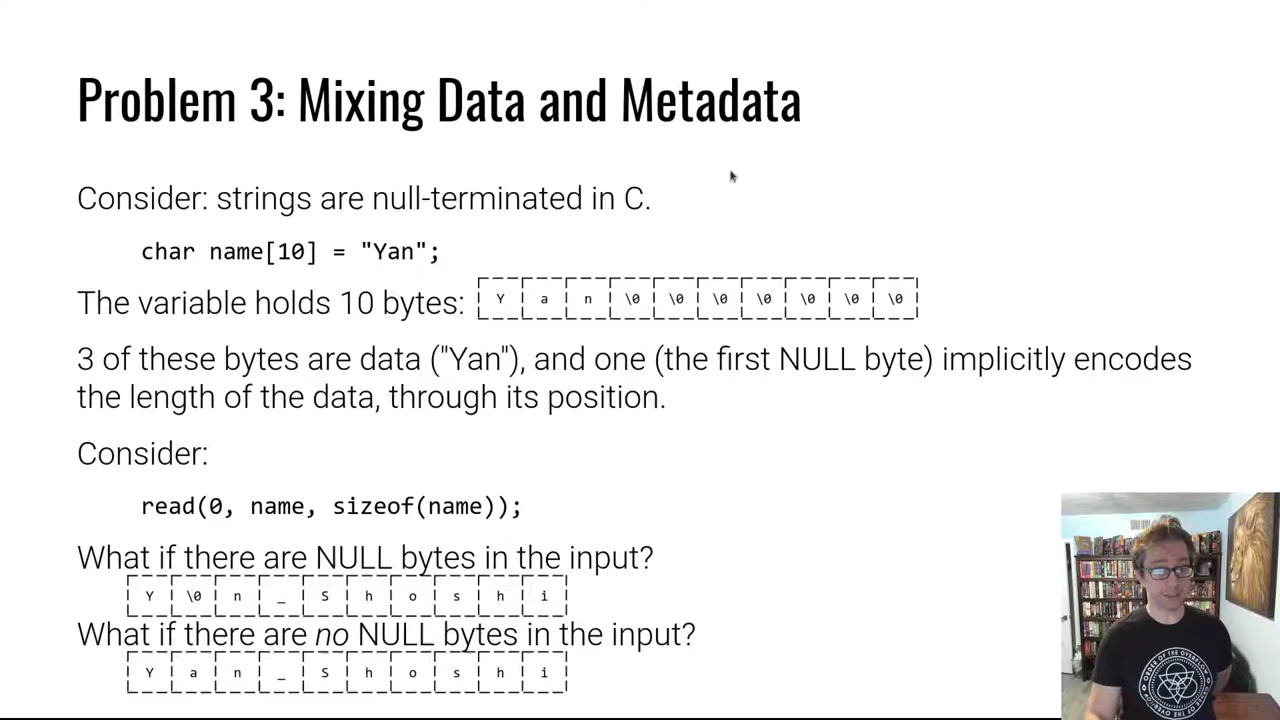 Problem 3: Mixing Data and Metadata
Consider: strings are null-terminated in C.
char name[10] = "Yan";
The variable holds 10 bytes: Y a n \0 \0 \0 \0 \0 \0 \0
3 of these bytes are data ("Yan"), and one (the first NULL byte) implicitly encodes
the length of the data, through its position.
Consider:
read(0, name, sizeof(name));
What if there are NULL bytes in the input?
Y \0 n _ S h o s h i
What if there are no NULL bytes in the input?
Y a n _ S h o s h i
ORDER OF THE OVERFLOW